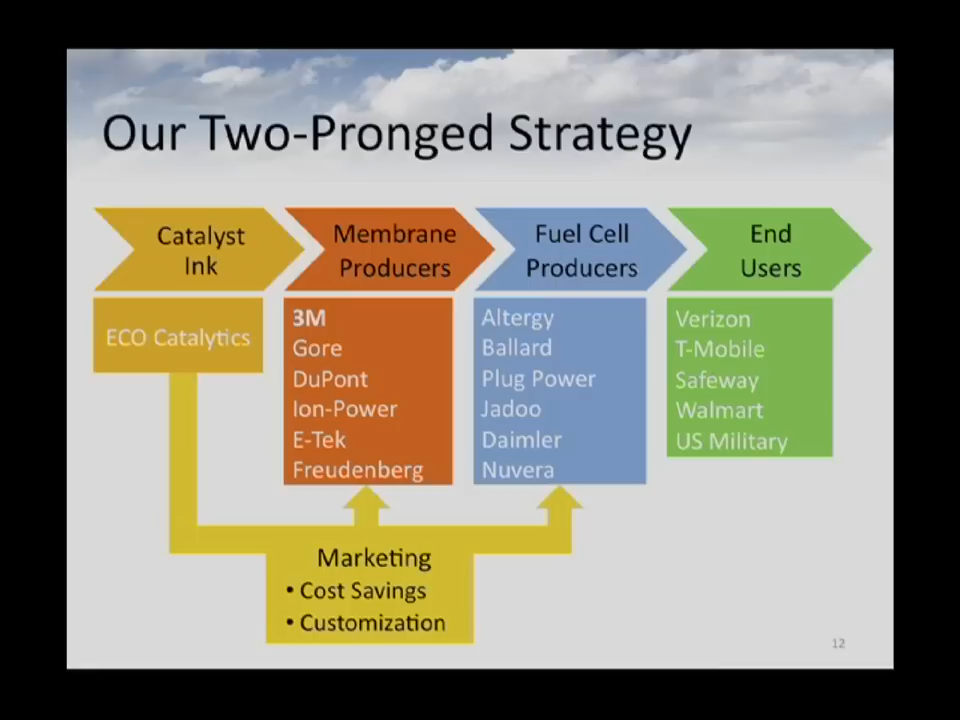 Our Two-Pronged Strategy
Catalyst
Ink
Membrane
Producers
Fuel Cell
Producers
End
Users
ECO Catalytics
3M
Gore
DuPont
Ion-Power
E-Tek
Freudenberg
Altergy
Ballard
Plug Power
Jadoo
Daimler
Nuvera
Verizon
T-Mobile
Safeway
Walmart
US Military
Marketing
• Cost Savings
• Customization
12